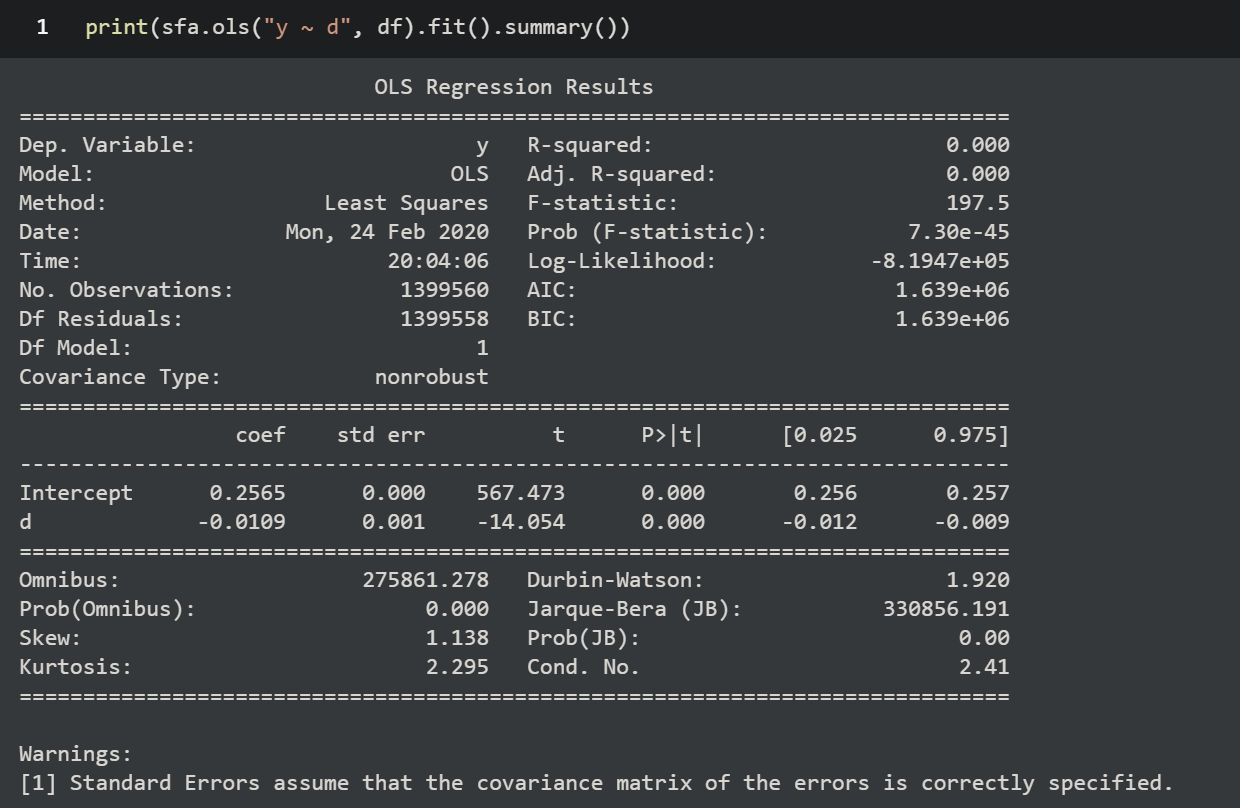 1 print(sfa.ols("y ~ d", df).fit().summary())
OLS Regression Results
==============================================================================
Dep. Variable: y R-squared: 0.000
Model: OLS Adj. R-squared: 0.000
Method: Least Squares F-statistic: 197.5
Date: Mon, 24 Feb 2020 Prob (F-statistic): 7.30e-45
Time: 20:04:06 Log-Likelihood: -8.1947e+05
No. Observations: 1399560 AIC: 1.639e+06
Df Residuals: 1399558 BIC: 1.639e+06
Df Model: 1
Covariance Type: nonrobust
==============================================================================
coef std err t P>|t| [0.025 0.975]
------------------------------------------------------------------------------
Intercept 0.2565 0.000 567.473 0.000 0.256 0.257
d -0.0109 0.001 -14.054 0.000 -0.012 -0.009
==============================================================================
Omnibus: 275861.278 Durbin-Watson: 1.920
Prob(Omnibus): 0.000 Jarque-Bera (JB): 330856.191
Skew: 1.138 Prob(JB): 0.00
Kurtosis: 2.295 Cond. No. 2.41
==============================================================================
Warnings:
[1] Standard Errors assume that the covariance matrix of the errors is correctly specified.